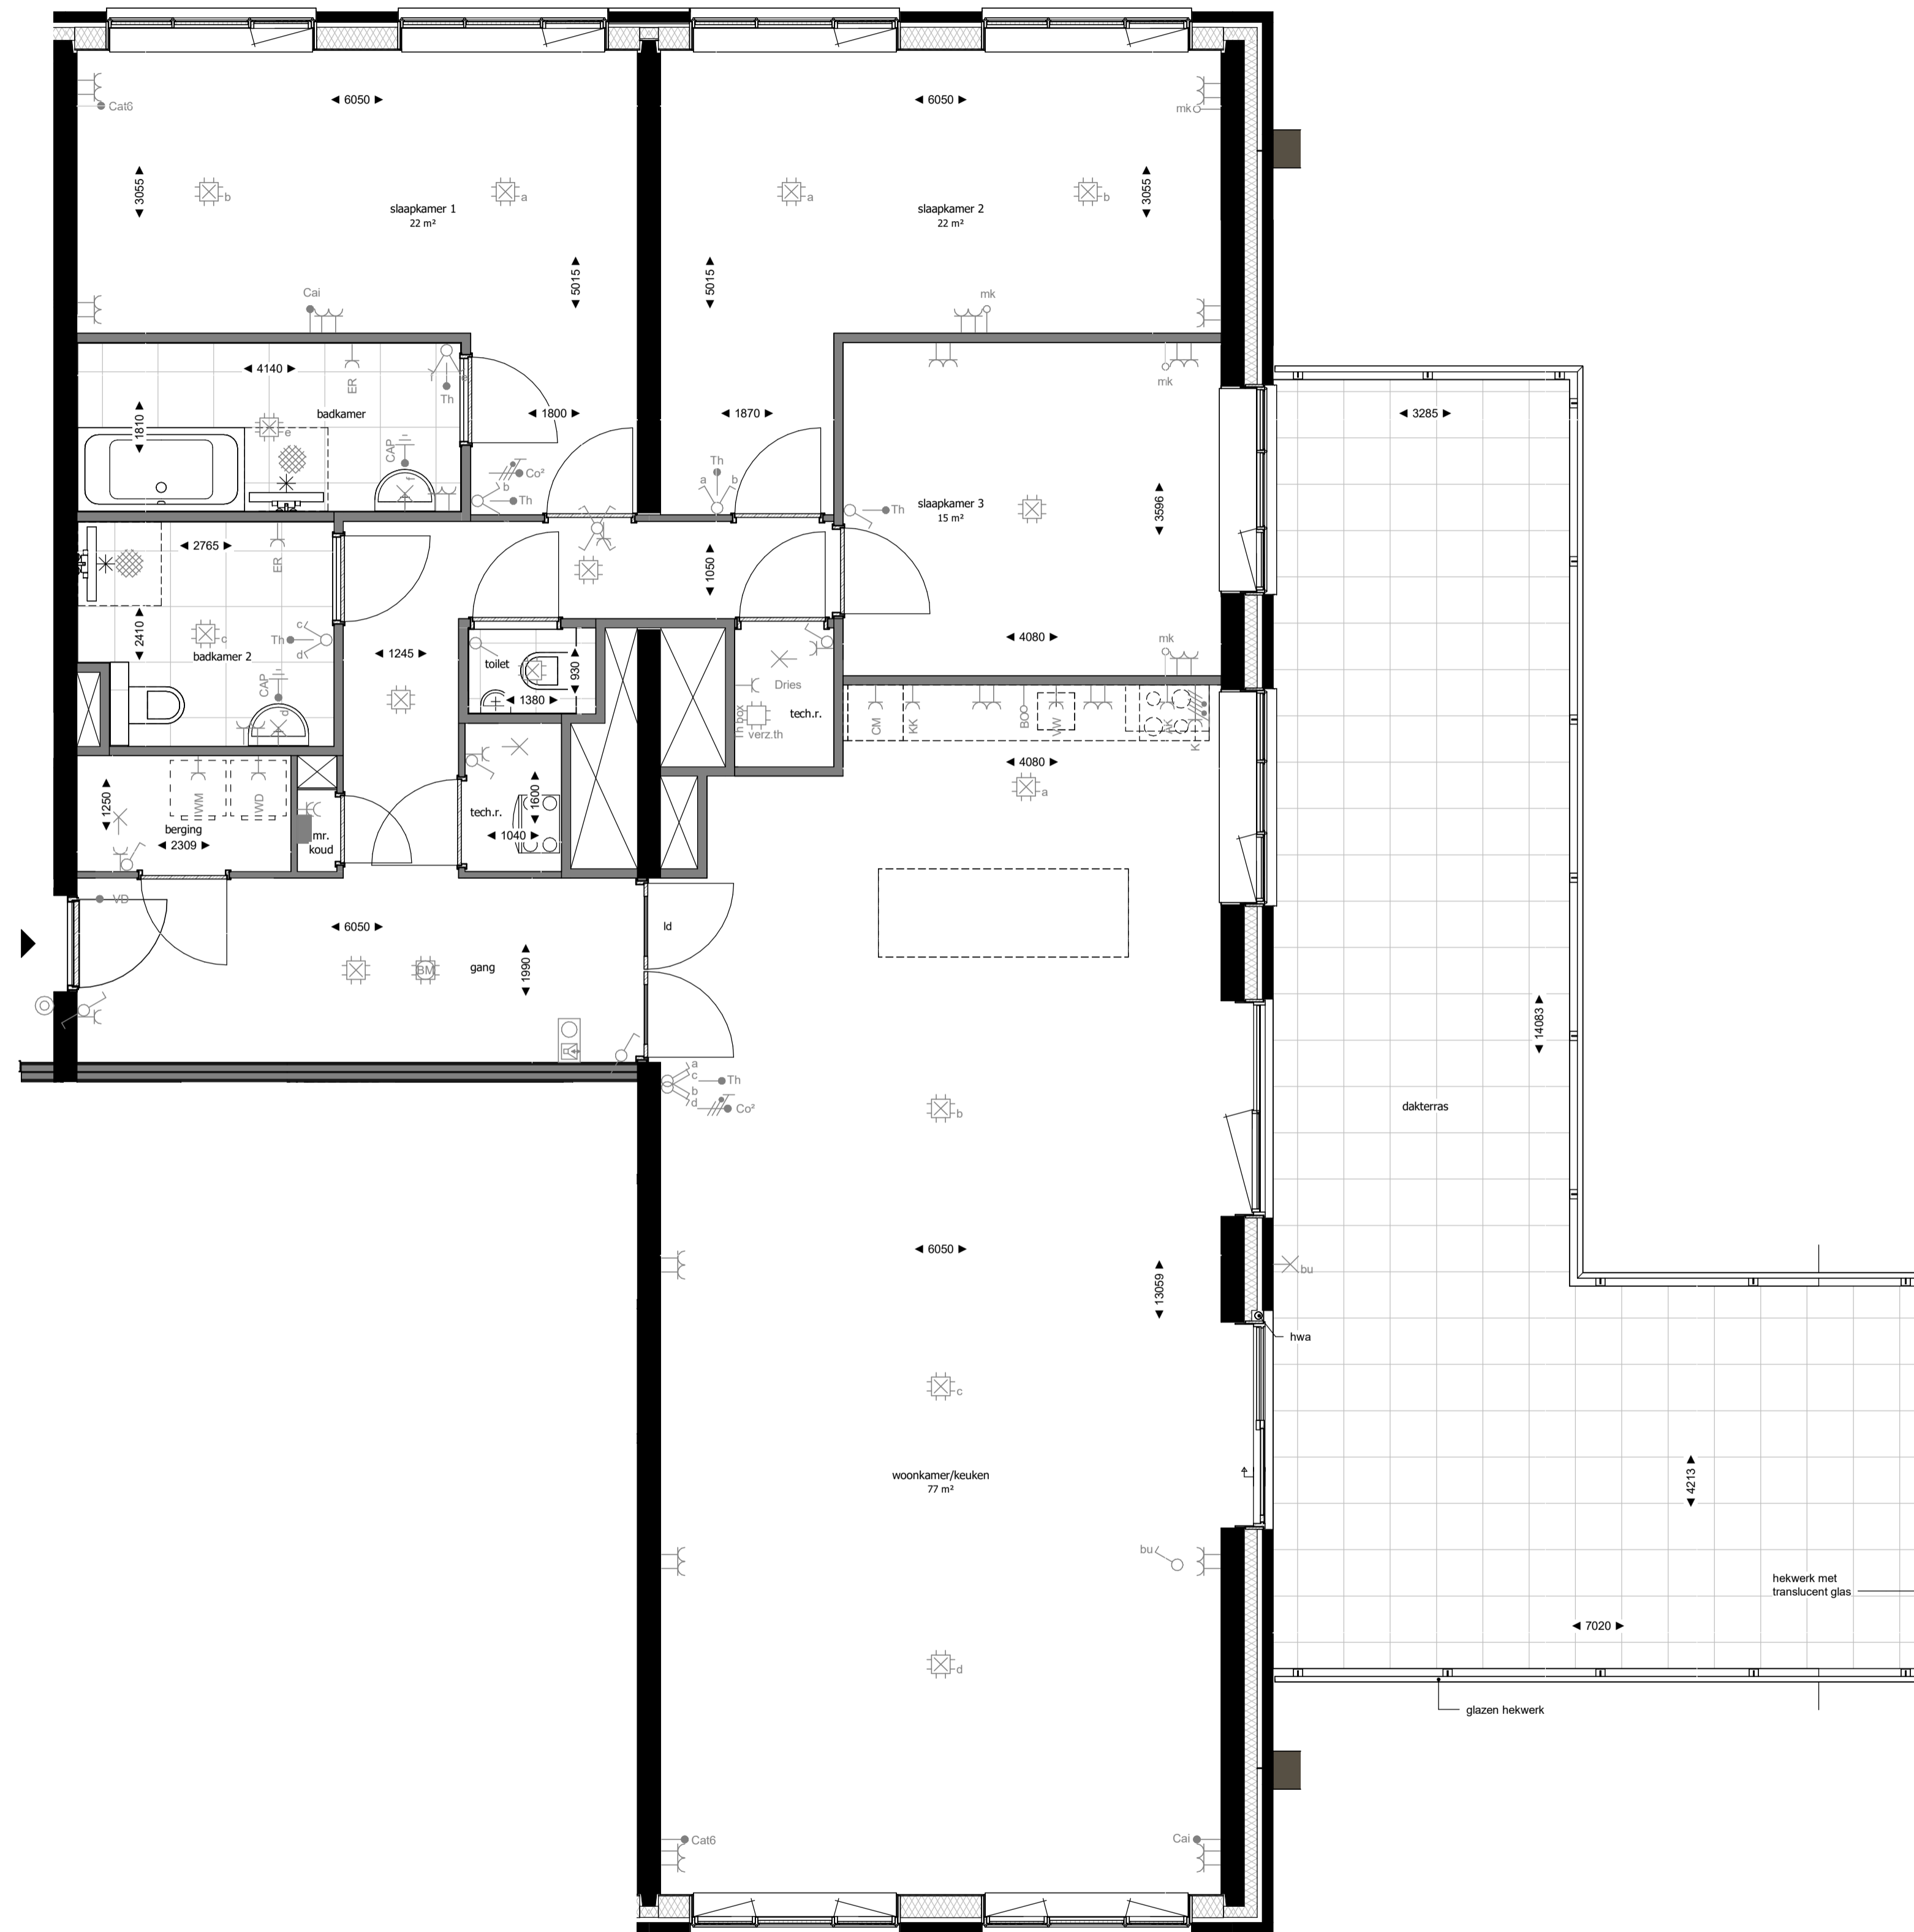 ◄ 6050 ►
◄ 6050 ►
Cat6
mk
◄ 3055 ►
b
a
slaapkamer 1
22 m²
a
slaapkamer 2
22 m²
b
◄ 3055 ►
◄ 5015 ►
◄ 5015 ►
Cai
mk
◄ 4140 ►
ER
Th
mk
badkamer
◄ 1810 ►
e
CAP
f
◄ 1800 ►
◄ 1870 ►
◄ 3285 ►
Co²
b
Th
Th
a
b
slaapkamer 3
15 m²
Th
◄ 3596 ►
◄ 2765 ►
ER
◄ 1050 ►
◄ 2410 ►
c
Th
c
d
badkamer 2
CAP
d
◄ 1245 ►
toilet
◄ 930 ►
◄ 1380 ►
◄ 4080 ►
mk
Dries
tech.r.
Th box
verz.th
CM
KK
BO
VW
AK
K
◄ 4080 ►
a
◄ 1250 ►
WM
WD
berging
◄ 2309 ►
mr.
koud
tech.r.
◄ 1600 ►
◄ 1040 ►
VD
◄ 6050 ►
ld
BM
gang
◄ 1990 ►
◄ 14083 ►
a
c
b
d
Th
Co²
b
dakterras
◄ 6050 ►
◄ 13059 ►
bu
hwa
c
woonkamer/keuken
77 m²
◄ 4213 ►
bu
hekwerk met
translucent glas
◄ 7020 ►
d
glazen hekwerk
Cat6
Cai